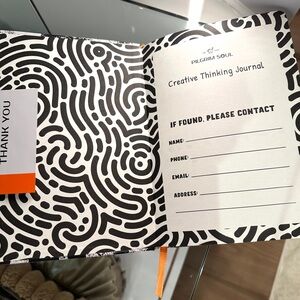 THANK YOU
PILGRIM SOUL
Creative Thinking Journal
IF FOUND, PLEASE CONTACT
NAME:
PHONE:
EMAIL:
ADDRESS: